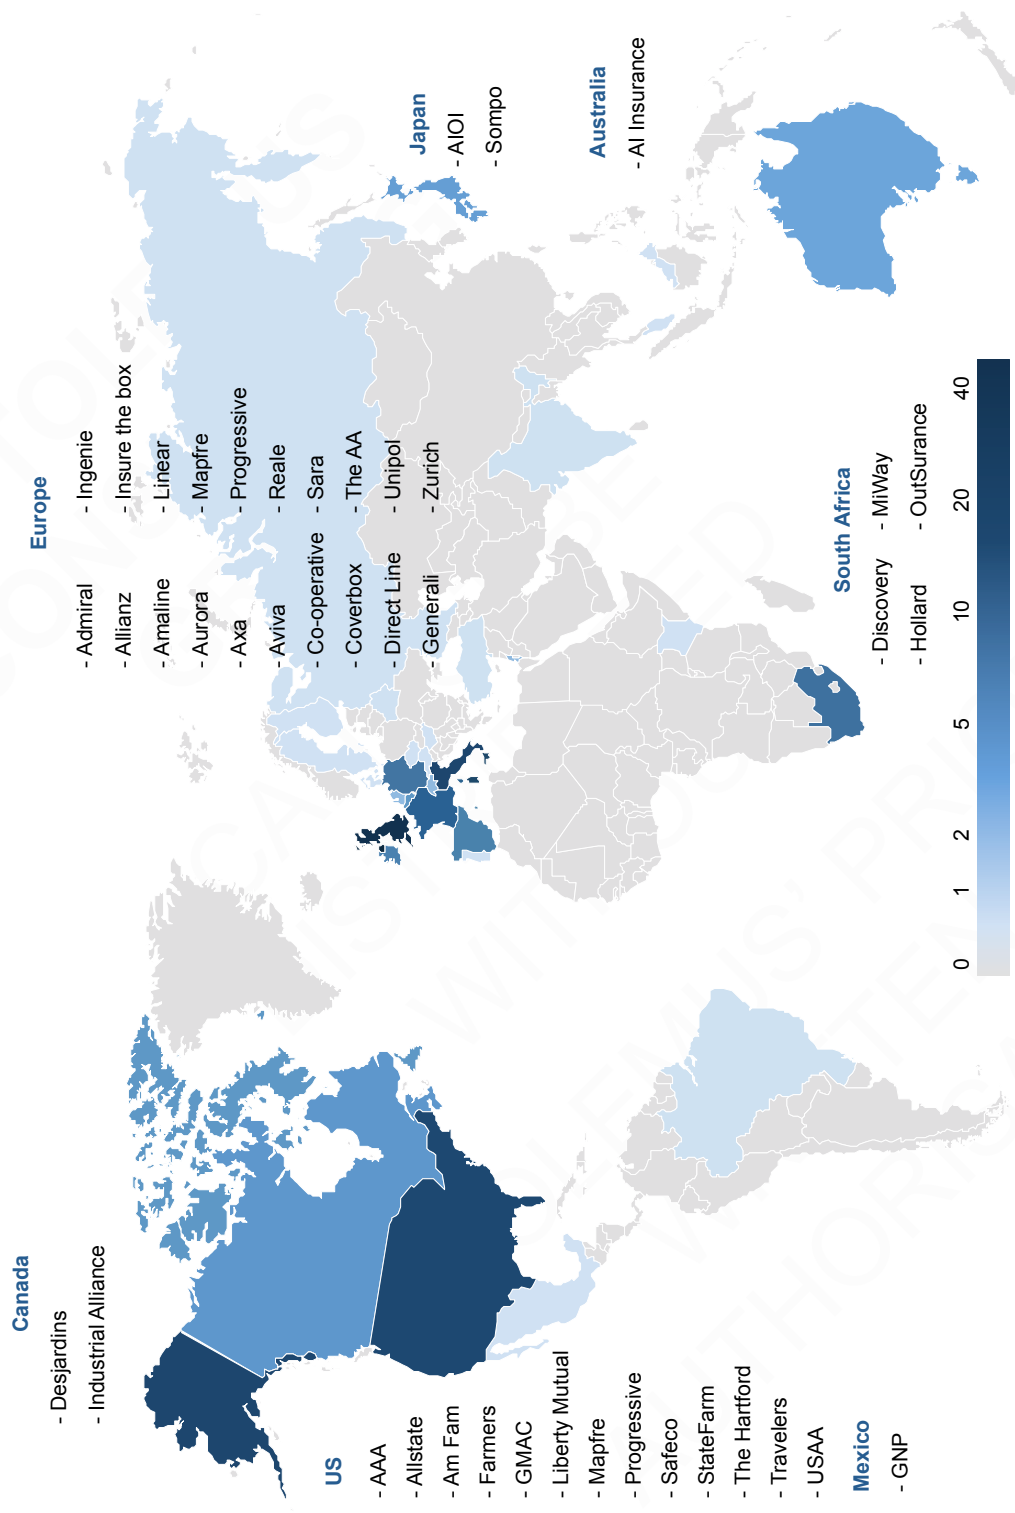 Canada
- Desjardins
- Industrial Alliance
US
- AAA
- Allstate
- Am Fam
- Farmers
- GMAC
- Liberty Mutual
- Mapfre
- Progressive
- Safeco
- StateFarm
- The Hartford
- Travelers
- USAA
Mexico
- GNP
Europe
- Admiral
- Allianz
- Amaline
- Aurora
- Axa
- Aviva
- Co-operative
- Coverbox
- Direct Line
- Generali
- Ingenie
- Insure the box
- Linear
- Mapfre
- Progressive
- Reale
- Sara
- The AA
- Unipol
- Zurich
Japan
- AIOI
- Sompo
Australia
- AI Insurance
South Africa
- Discovery
- Hollard
- MiWay
- OutSurance
0 1 2 5 10 20 40